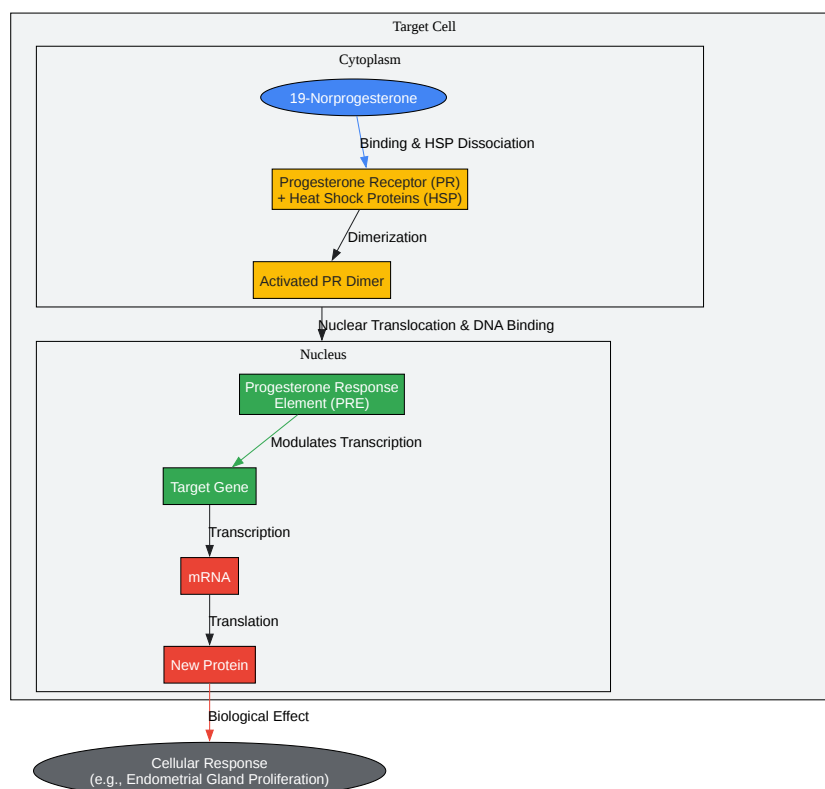 Target Cell
Cytoplasm
19-Norprogesterone
Binding & HSP Dissociation
Progesterone Receptor (PR)
+ Heat Shock Proteins (HSP)
Dimerization
Activated PR Dimer
Nuclear Translocation & DNA Binding
Nucleus
Progesterone Response
Element (PRE)
Modulates Transcription
Target Gene
Transcription
mRNA
Translation
New Protein
Biological Effect
Cellular Response
(e.g., Endometrial Gland Proliferation)